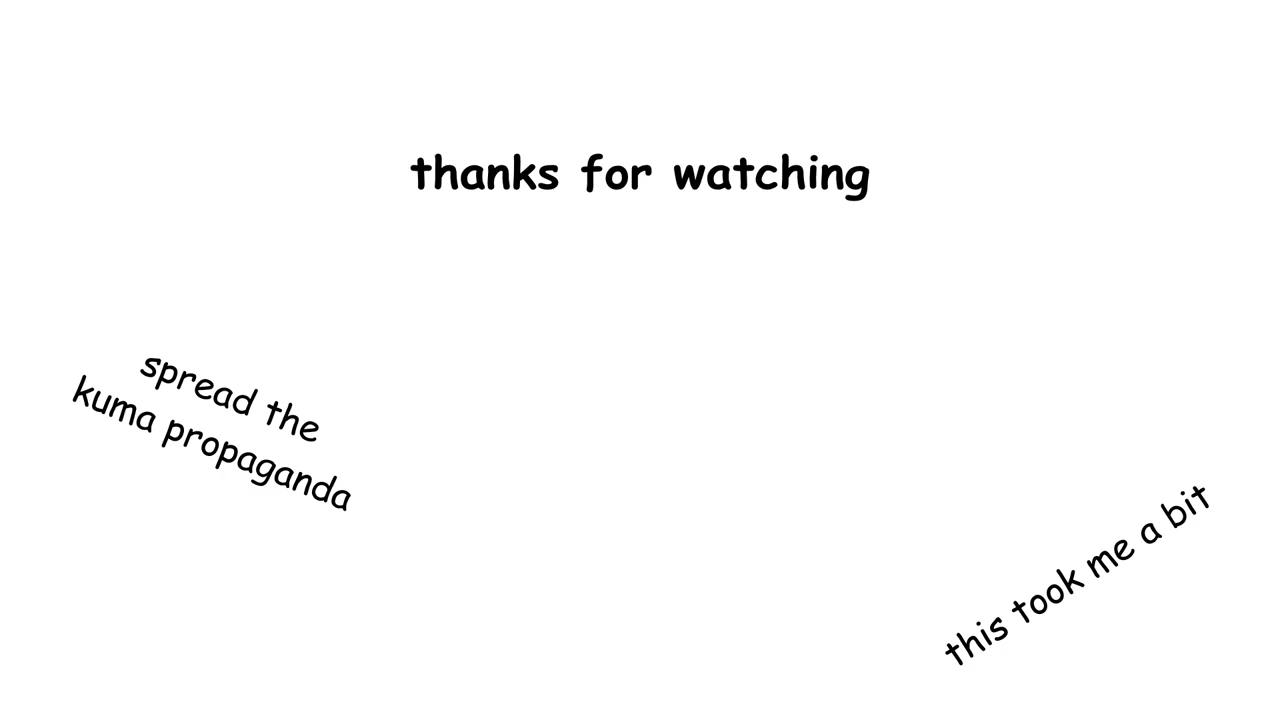 thanks for watching
spread the
kuma propaganda
this took me a bit